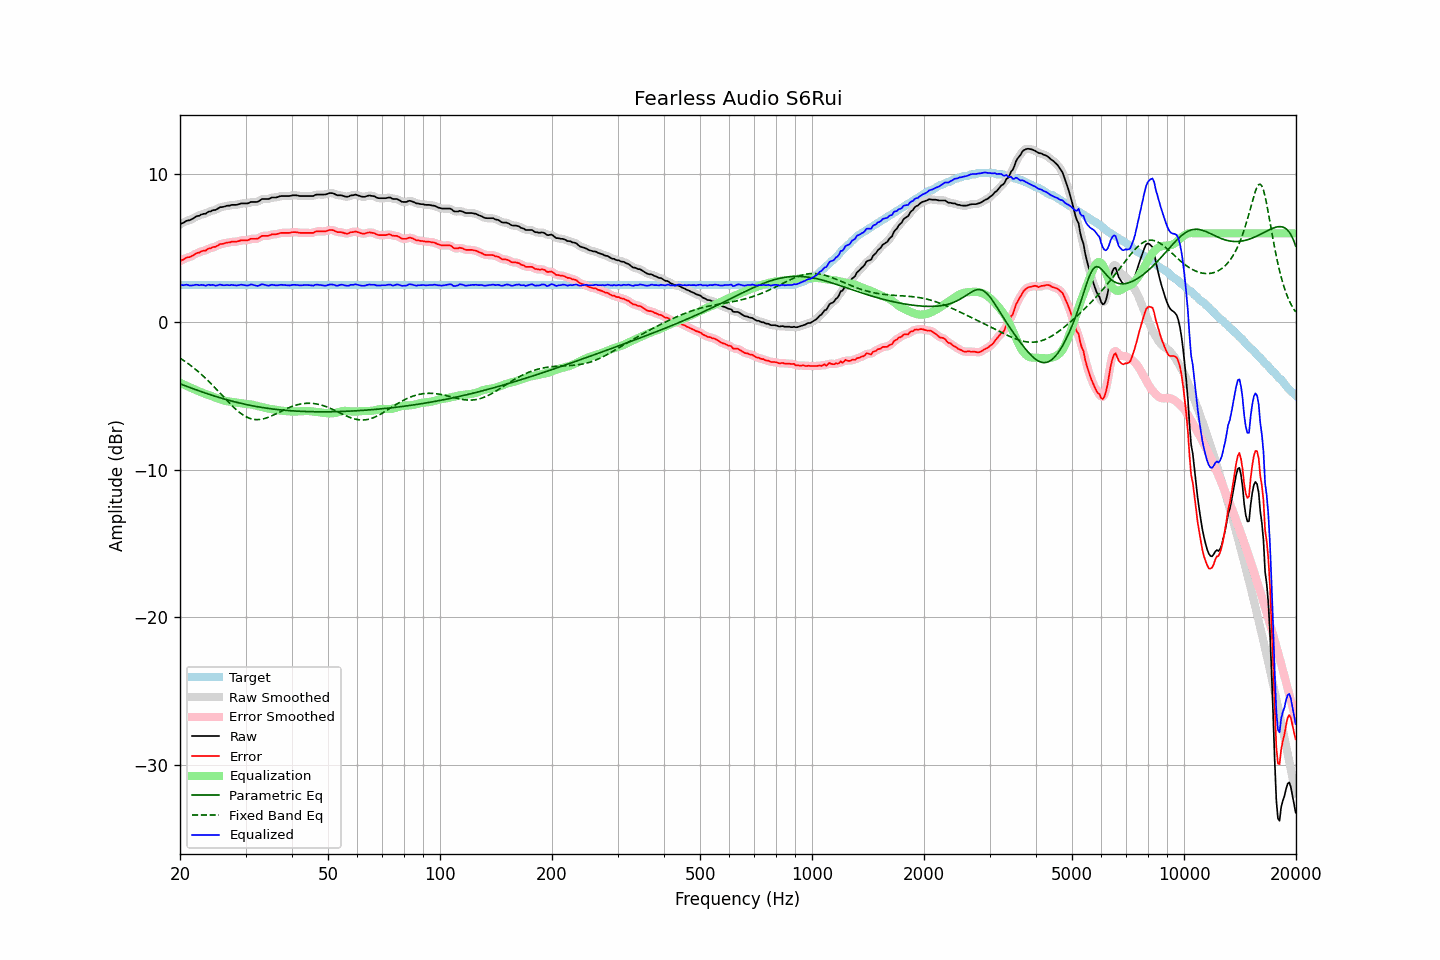 Fearless Audio S6Rui
10
0
−10
−20
−30
Amplitude (dBr)
Target
Raw Smoothed
Error Smoothed
Raw
Error
Equalization
Parametric Eq
Fixed Band Eq
Equalized
20 50 100 200 500 1000 2000 5000 10000 20000
Frequency (Hz)